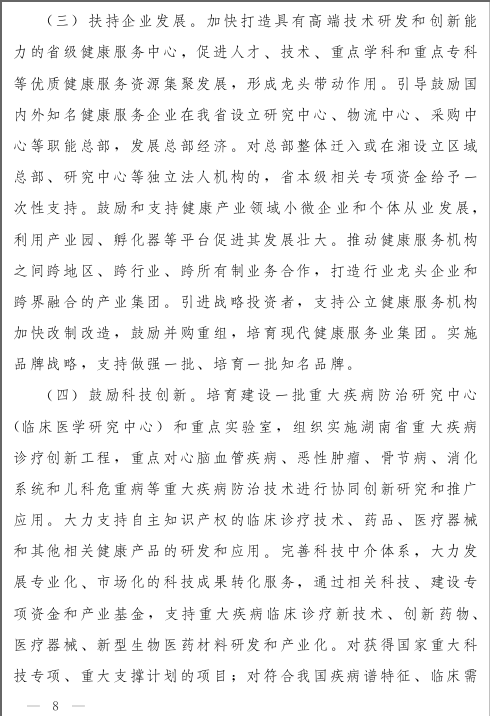 （三）扶持企业发展。加快打造具有高端技术研发和创新能
力的省级健康服务中心，促进人才、技术、重点学科和重点专科
等优质健康服务资源集聚发展，形成龙头带动作用。引导鼓励国
内外知名健康服务企业在我省设立研究中心、物流中心、采购中
心等职能总部，发展总部经济。对总部整体迁入或在湘设立区域
总部、研究中心等独立法人机构的，省本级相关专项资金给予一
次性支持。鼓励和支持健康产业领域小微企业和个体从业发展，
利用产业园、孵化器等平台促进其发展壮大。推动健康服务机构
之间跨地区、跨行业、跨所有制业务合作，打造行业龙头企业和
跨界融合的产业集团。引进战略投资者，支持公立健康服务机构
加快改制改造，鼓励并购重组，培育现代健康服务业集团。实施
品牌战略，支持做强一批、培育一批知名品牌。
（四）鼓励科技创新。培育建设一批重大疾病防治研究中心
（临床医学研究中心）和重点实验室，组织实施湖南省重大疾病
诊疗创新工程，重点对心脑血管疾病、恶性肿瘤、骨节病、消化
系统和儿科危重病等重大疾病防治技术进行协同创新研究和推广
应用。大力支持自主知识产权的临床诊疗技术、药品、医疗器械
和其他相关健康产品的研发和应用。完善科技中介体系，大力发
展专业化、市场化的科技成果转化服务，通过相关科技、建设专
项资金和产业基金，支持重大疾病临床诊疗新技术、创新药物、
医疗器械、新型生物医药材料研发和产业化。对获得国家重大科
技专项、重大支撑计划的项目；对符合我国疾病谱特征、临床需
— 8 —